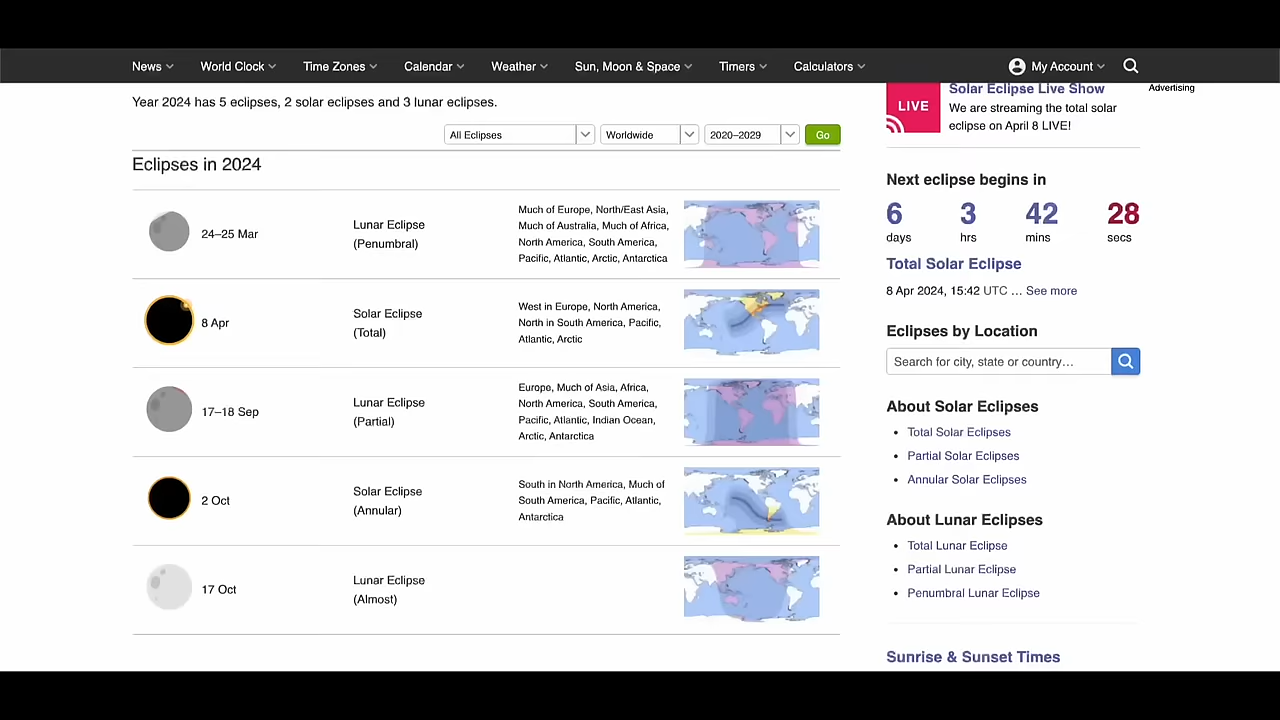 News World Clock Time Zones Calendar Weather Sun, Moon & Space Timers Calculators My Account
Year 2024 has 5 eclipses, 2 solar eclipses and 3 lunar eclipses.
All Eclipses Worldwide 2020–2029 Go
Eclipses in 2024
24–25 Mar
Lunar Eclipse
(Penumbral)
Much of Europe, North/East Asia,
Much of Australia, Much of Africa,
North America, South America,
Pacific, Atlantic, Arctic, Antarctica
8 Apr
Solar Eclipse
(Total)
West in Europe, North America,
North in South America, Pacific,
Atlantic, Arctic
17–18 Sep
Lunar Eclipse
(Partial)
Europe, Much of Asia, Africa,
North America, South America,
Pacific, Atlantic, Indian Ocean,
Arctic, Antarctica
2 Oct
Solar Eclipse
(Annular)
South in North America, Much of
South America, Pacific, Atlantic,
Antarctica
17 Oct
Lunar Eclipse
(Almost)
LIVE
Solar Eclipse Live Show
We are streaming the total solar
eclipse on April 8 LIVE!
Advertising
Next eclipse begins in
6 3 42 28
days hrs mins secs
Total Solar Eclipse
8 Apr 2024, 15:42 UTC … See more
Eclipses by Location
Search for city, state or country…
About Solar Eclipses
• Total Solar Eclipses
• Partial Solar Eclipses
• Annular Solar Eclipses
About Lunar Eclipses
• Total Lunar Eclipse
• Partial Lunar Eclipse
• Penumbral Lunar Eclipse
Sunrise & Sunset Times